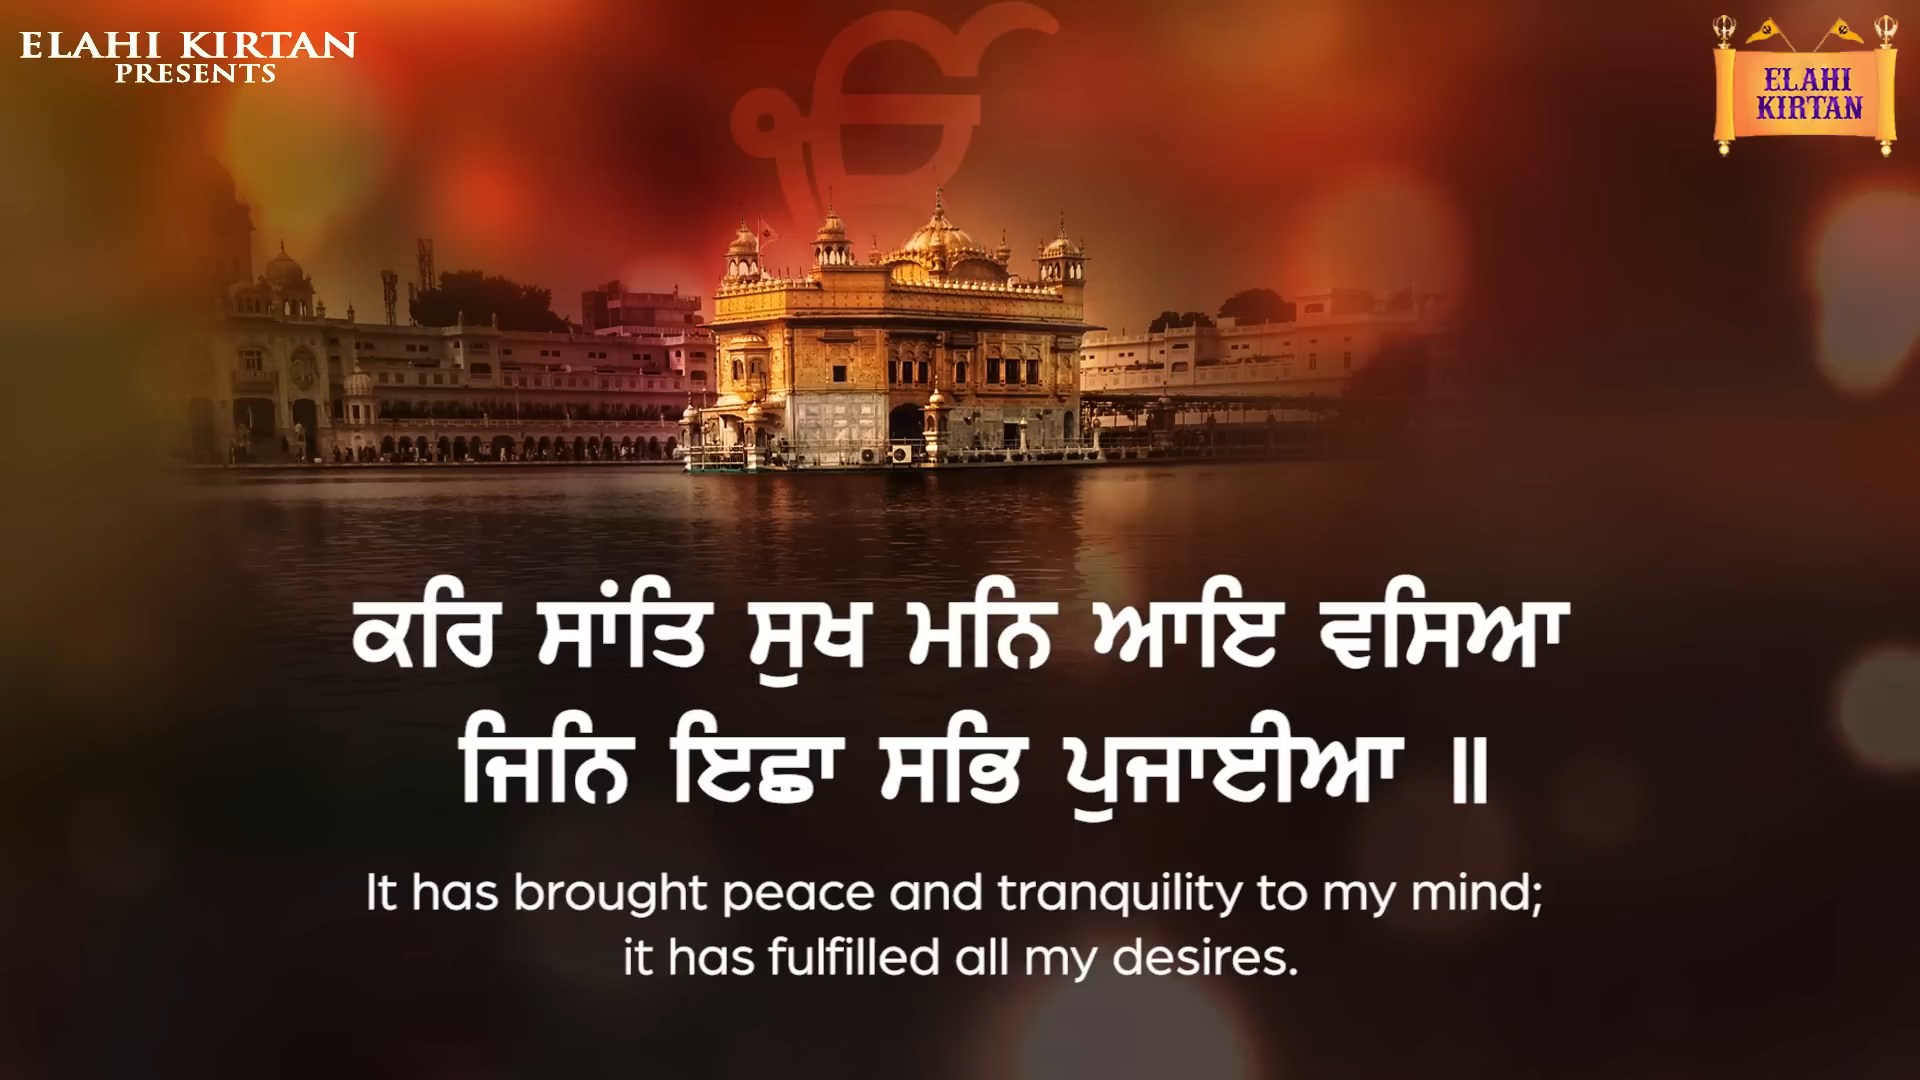 ELAHI KIRTAN
PRESENTS
ELAHI
KIRTAN
ੴ
ਕਰਿ ਸਾਂਤਿ ਸੁਖ ਮਨਿ ਆਇ ਵਸਿਆ
ਜਿਨਿ ਇਛਾ ਸਭਿ ਪੁਜਾਈਆ ॥
It has brought peace and tranquility to my mind;
it has fulfilled all my desires.